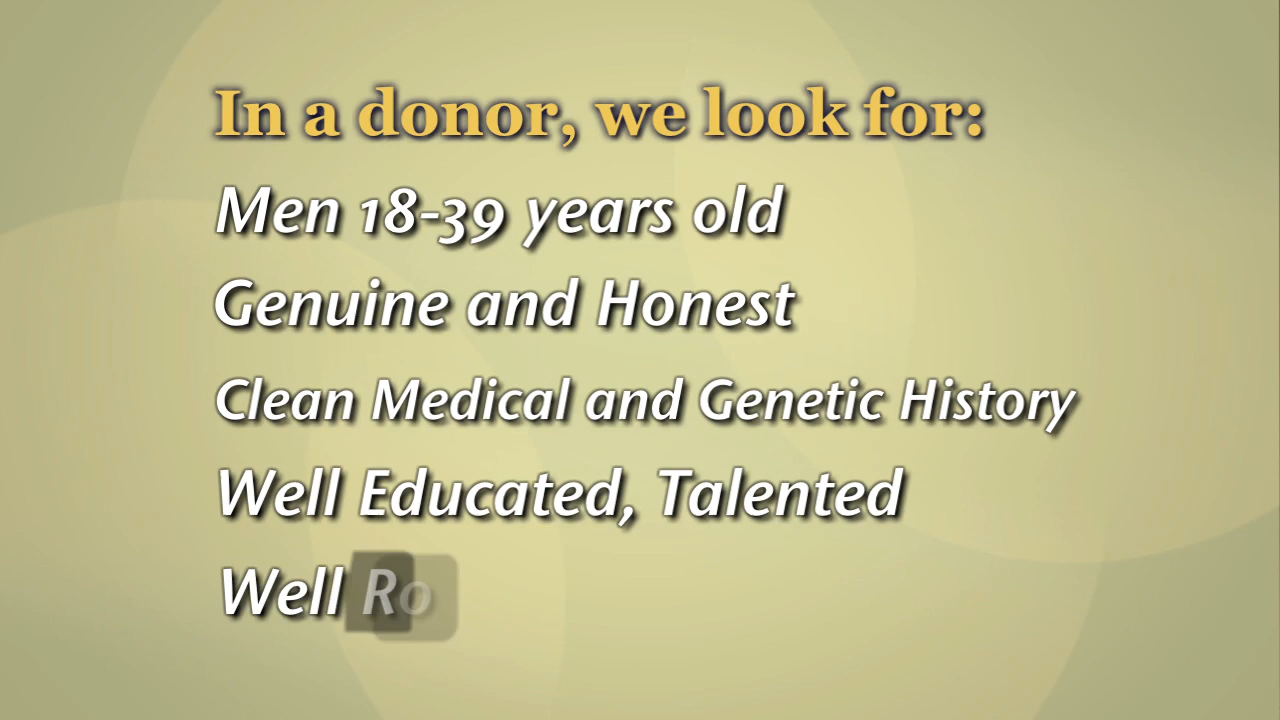 In a donor, we look for:
Men 18-39 years old
Genuine and Honest
Clean Medical and Genetic History
Well Educated, Talented
Well Ro